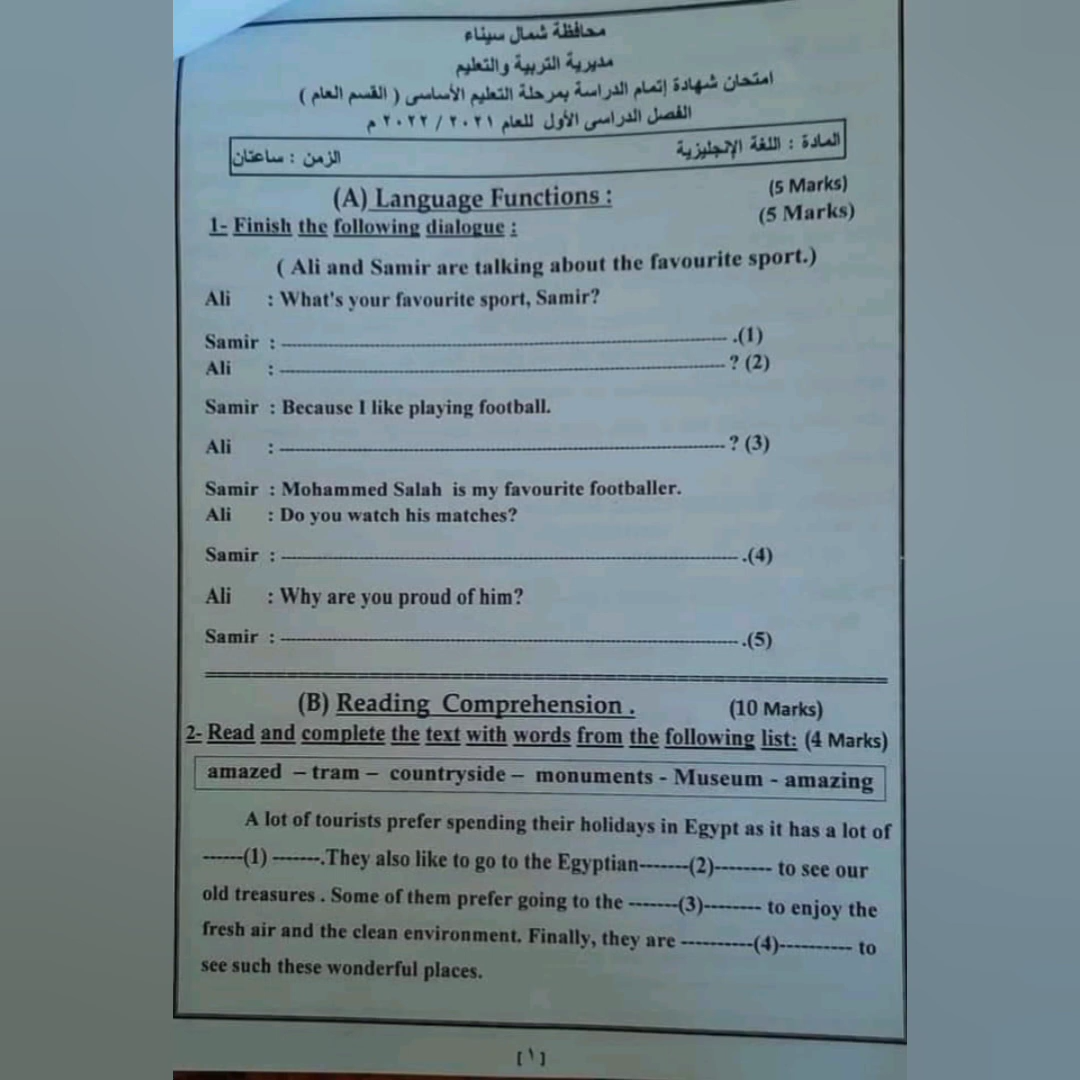 محافظة شمال سيناء
مديرية التربية والتعليم
امتحان شهادة إتمام الدراسة بمرحلة التعليم الأساسى ( القسم العام )
الفصل الدراسى الأول للعام ٢٠٢١ / ٢٠٢٢ م
المادة : اللغة الإنجليزية الزمن : ساعتان
(A) Language Functions : (5 Marks)
1- Finish the following dialogue : (5 Marks)
( Ali and Samir are talking about the favourite sport.)
Ali : What's your favourite sport, Samir?
Samir : ---------------------------------------- .(1)
Ali : ---------------------------------------- ? (2)
Samir : Because I like playing football.
Ali : ---------------------------------------- ? (3)
Samir : Mohammed Salah is my favourite footballer.
Ali : Do you watch his matches?
Samir : ---------------------------------------- .(4)
Ali : Why are you proud of him?
Samir : ---------------------------------------- .(5)
(B) Reading Comprehension . (10 Marks)
2- Read and complete the text with words from the following list: (4 Marks)
amazed – tram – countryside – monuments - Museum - amazing
A lot of tourists prefer spending their holidays in Egypt as it has a lot of
------(1) -------.They also like to go to the Egyptian-------(2)-------- to see our
old treasures . Some of them prefer going to the -------(3)-------- to enjoy the
fresh air and the clean environment. Finally, they are ----------(4)---------- to
see such these wonderful places.
[١]